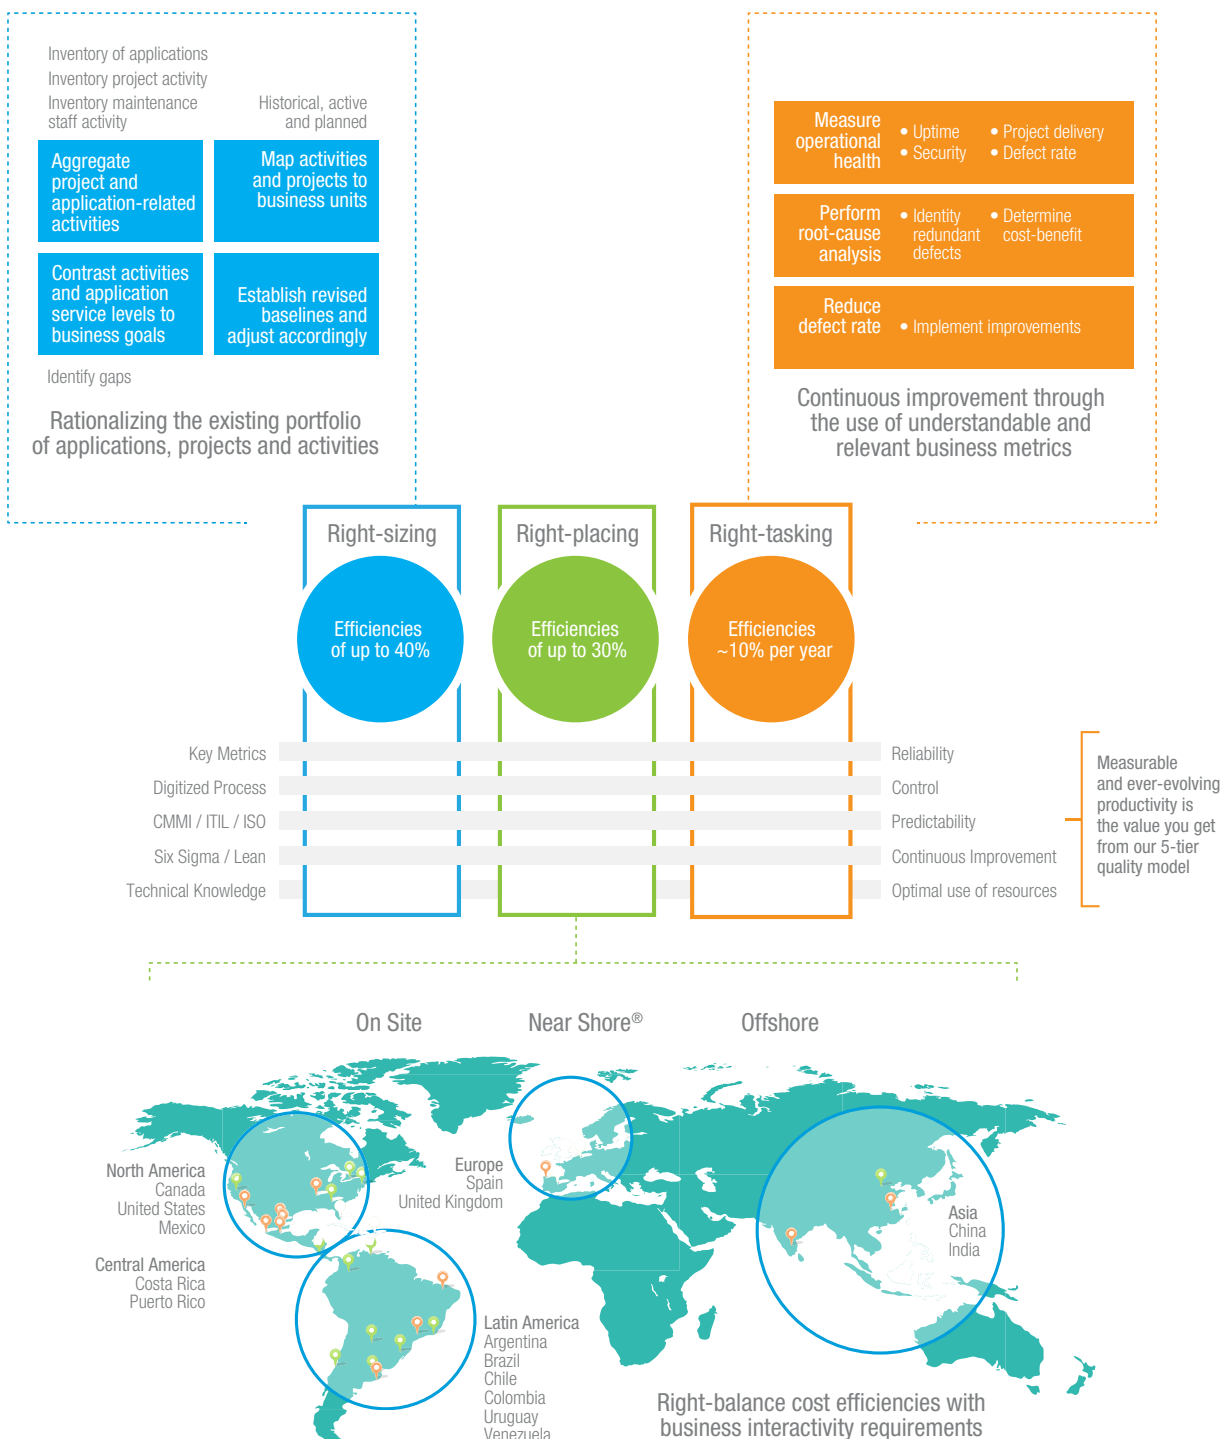 Inventory of applications
Inventory project activity
Inventory maintenance
staff activity
Historical, active
and planned
Aggregate
project and
application-related
activities
Map activities
and projects to
business units
Contrast activities
and application
service levels to
business goals
Establish revised
baselines and
adjust accordingly
Identify gaps
Rationalizing the existing portfolio
of applications, projects and activities
Measure
operational
health
• Uptime
• Security
• Project delivery
• Defect rate
Perform
root-cause
analysis
• Identity
redundant
defects
• Determine
cost-benefit
Reduce
defect rate
• Implement improvements
Continuous improvement through
the use of understandable and
relevant business metrics
Right-sizing
Right-placing
Right-tasking
Efficiencies
of up to 40%
Efficiencies
of up to 30%
Efficiencies
~10% per year
Key Metrics
Reliability
Digitized Process
Control
CMMI / ITIL / ISO
Predictability
Six Sigma / Lean
Continuous Improvement
Technical Knowledge
Optimal use of resources
Measurable
and ever-evolving
productivity is
the value you get
from our 5-tier
quality model
On Site
Near Shore®
Offshore
North America
Canada
United States
Mexico
Central America
Costa Rica
Puerto Rico
Europe
Spain
United Kingdom
Asia
China
India
Latin America
Argentina
Brazil
Chile
Colombia
Uruguay
Venezuela
Right-balance cost efficiencies with
business interactivity requirements